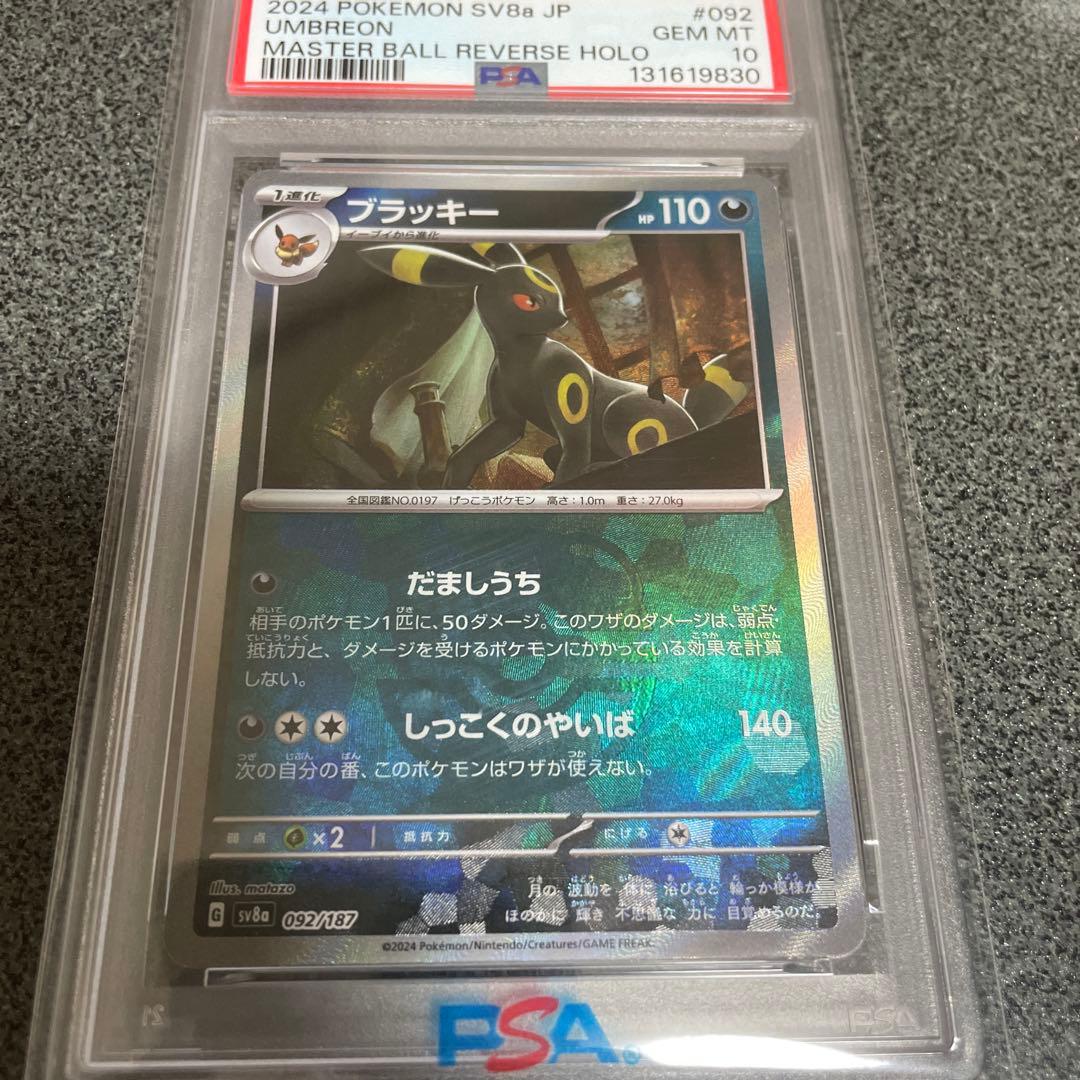 2024 POKEMON SV8a JP #092
UMBREON GEM MT
MASTER BALL REVERSE HOLO 10
PSA 131619830
1進化
ブラッキー
HP 110
イーブイから進化
全国図鑑NO.0197 げっこうポケモン 高さ:1.0m 重さ:27.0kg
だましうち
相手のポケモン1匹に、50ダメージ。このワザのダメージは、弱点・
抵抗力と、ダメージを受けるポケモンにかかっている効果を計算
しない。
しっこくのやいば 140
次の自分の番、このポケモンはワザが使えない。
弱点 ×2 抵抗力 にげる
Illus. matazo
月の 波動を 体に 浴びると 輪っか模様が
G SV8a 092/187
ほのかに 輝き 不思議な 力に 目覚めるのだ。
©2024 Pokémon/Nintendo/Creatures/GAME FREAK.
PSA
PSA